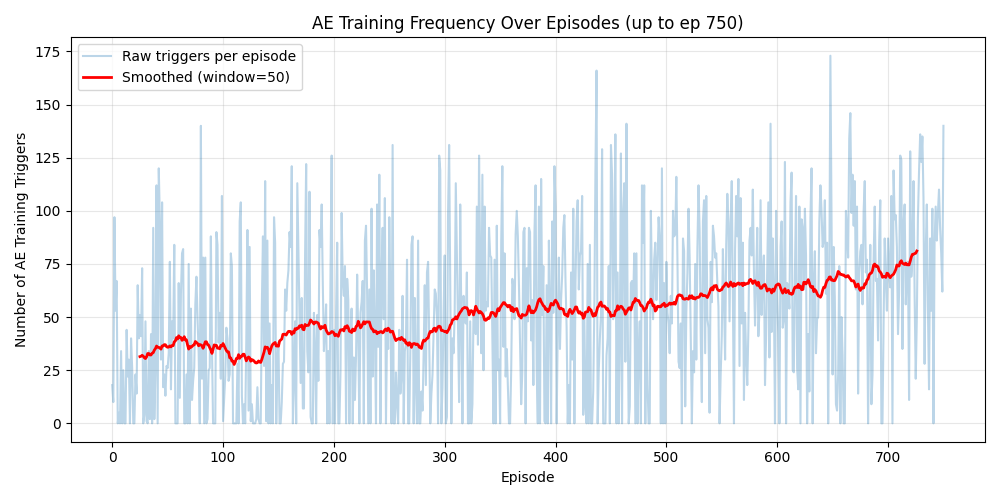 AE Training Frequency Over Episodes (up to ep 750)
Raw triggers per episode
Smoothed (window=50)
Number of AE Training Triggers
175
150
125
100
75
50
25
0
0 100 200 300 400 500 600 700
Episode